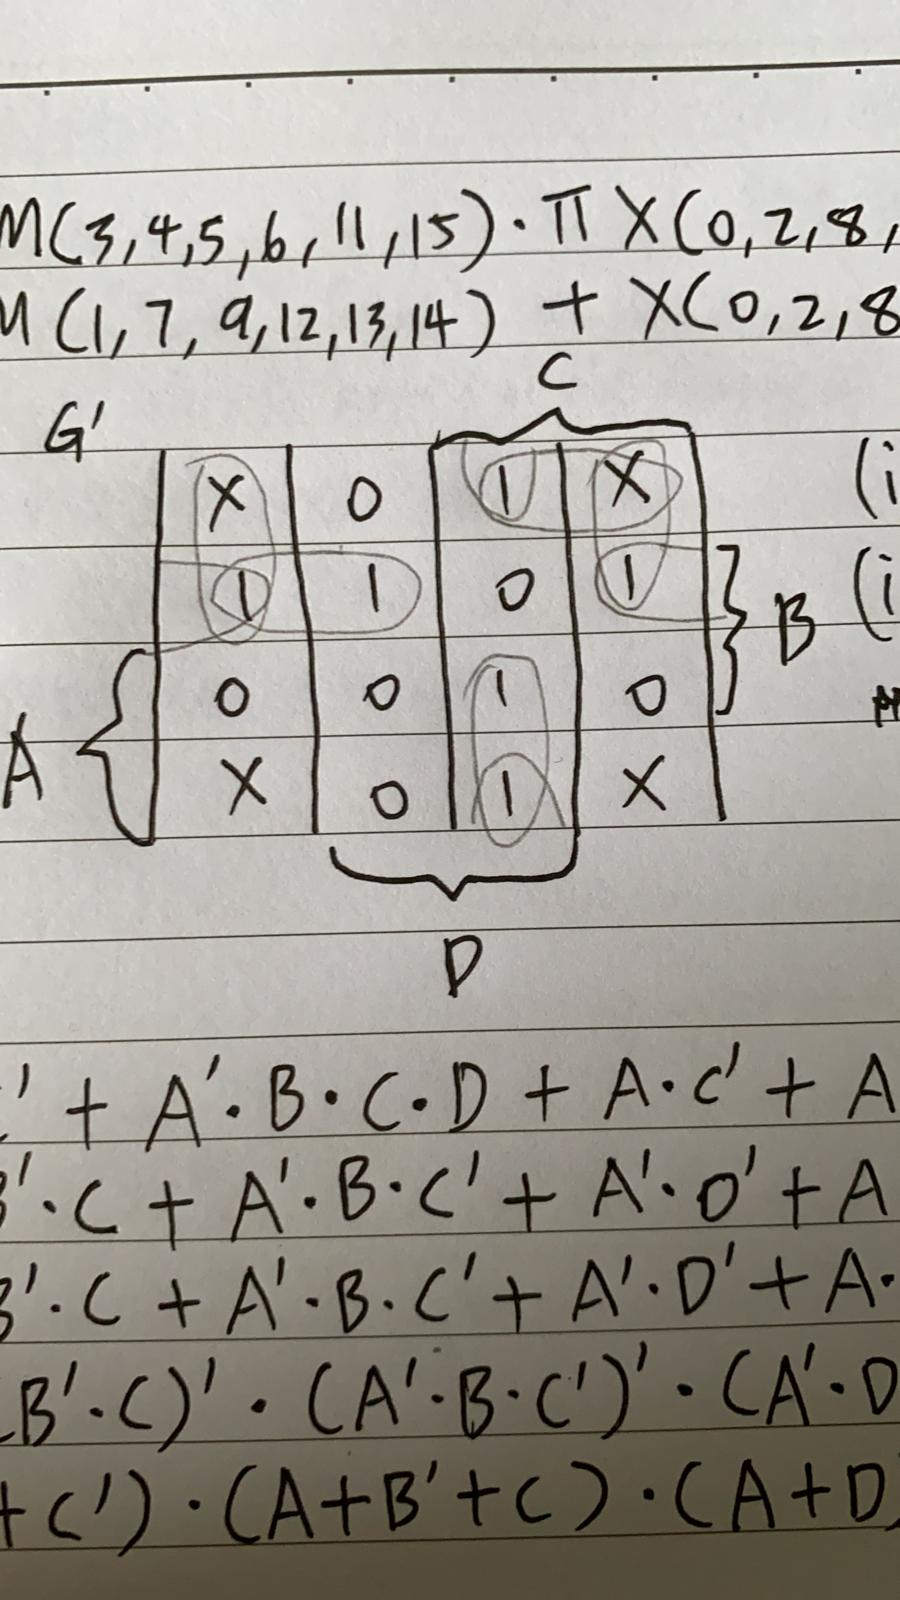 M(3,4,5,6,11,15)·Π X(0,2,8,
M(1,7,9,12,13,14) + X(0,2,8
C
G'
X 0 1 X (i
1 1 0 1 B (i
0 0 1 0
A X 0 1 X
D
' + A'·B·C·D + A·C' + A
B'·C + A'·B·C' + A'·D' + A
B'·C + A'·B·C' + A'·D' + A·
B'·C)'·(A'·B·C')'·(A'·D
+C')·(A+B'+C)·(A+D